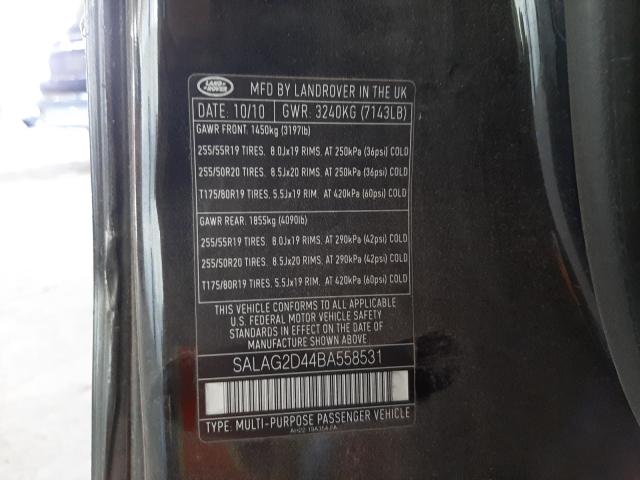 LAND
ROVER
MFD BY LANDROVER IN THE UK
DATE: 10/10 GWR: 3240KG (7143LB)
GAWR FRONT: 1450kg (3197lb)
255/55R19 TIRES. 8.0Jx19 RIMS. AT 250kPa (36psi) COLD
255/50R20 TIRES. 8.5Jx20 RIMS. AT 250kPa (36psi) COLD
T175/80R19 TIRES. 5.5Jx19 RIM. AT 420kPa (60psi) COLD
GAWR REAR. 1855kg (4090lb)
255/55R19 TIRES. 8.0Jx19 RIMS. AT 290kPa (42psi) COLD
255/50R20 TIRES. 8.5Jx20 RIMS. AT 290kPa (42psi) COLD
T175/80R19 TIRES. 5.5Jx19 RIM. AT 420kPa (60psi) COLD
THIS VEHICLE CONFORMS TO ALL APPLICABLE
U.S. FEDERAL MOTOR VEHICLE SAFETY
STANDARDS IN EFFECT ON THE DATE OF
MANUFACTURE SHOWN ABOVE
SALAG2D44BA558531
TYPE: MULTI-PURPOSE PASSENGER VEHICLE